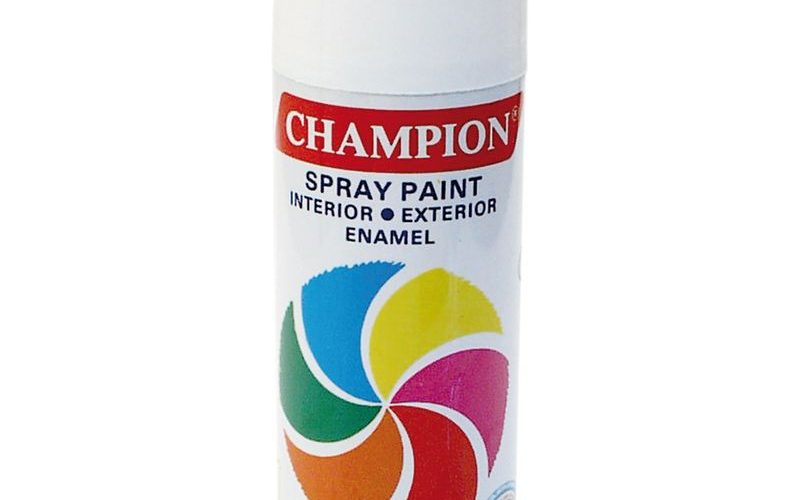 CHAMPION®
SPRAY PAINT
INTERIOR ● EXTERIOR
ENAMEL